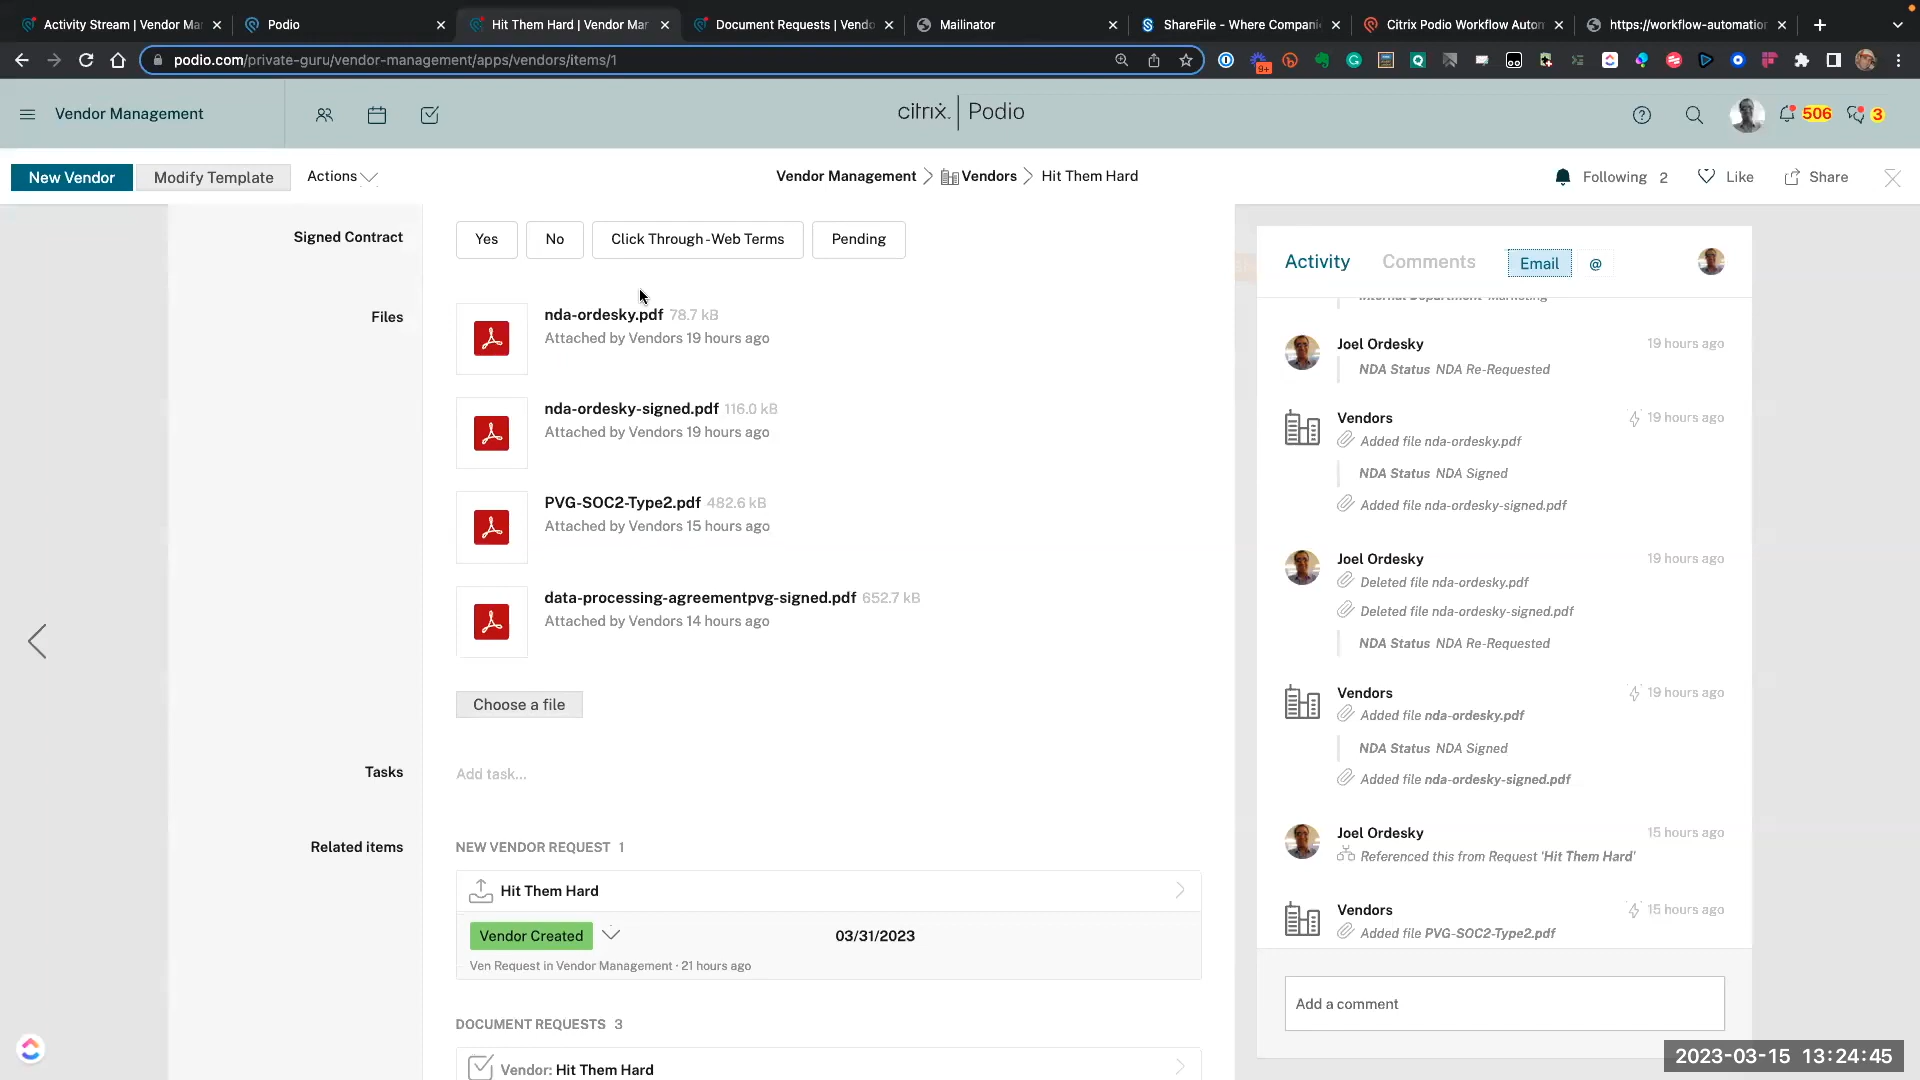 Activity Stream | Vendor Ma
Podio
Hit Them Hard | Vendor Mar
Document Requests | Vendo
Mailinator
ShareFile - Where Compani
Citrix Podio Workflow Autom
https://workflow-automatio
podio.com/private-guru/vendor-management/apps/vendors/items/1
9+
Vendor Management
citrix. | Podio
506
3
New Vendor
Modify Template
Actions
Vendor Management
Vendors
Hit Them Hard
Following 2
Like
Share
Signed Contract
Yes
No
Click Through - Web Terms
Pending
Files
nda-ordesky.pdf 78.7 kB
Attached by Vendors 19 hours ago
nda-ordesky-signed.pdf 116.0 kB
Attached by Vendors 19 hours ago
PVG-SOC2-Type2.pdf 482.6 kB
Attached by Vendors 15 hours ago
data-processing-agreementpvg-signed.pdf 652.7 kB
Attached by Vendors 14 hours ago
Choose a file
Tasks
Add task...
Related items
NEW VENDOR REQUEST 1
Hit Them Hard
Vendor Created
03/31/2023
Ven Request in Vendor Management · 21 hours ago
DOCUMENT REQUESTS 3
Vendor: Hit Them Hard
Activity
Comments
Email
@
Internal Department Marketing
Joel Ordesky
19 hours ago
NDA Status NDA Re-Requested
Vendors
19 hours ago
Added file nda-ordesky.pdf
NDA Status NDA Signed
Added file nda-ordesky-signed.pdf
Joel Ordesky
19 hours ago
Deleted file nda-ordesky.pdf
Deleted file nda-ordesky-signed.pdf
NDA Status NDA Re-Requested
Vendors
19 hours ago
Added file nda-ordesky.pdf
NDA Status NDA Signed
Added file nda-ordesky-signed.pdf
Joel Ordesky
15 hours ago
Referenced this from Request 'Hit Them Hard'
Vendors
15 hours ago
Added file PVG-SOC2-Type2.pdf
Add a comment
2023-03-15 13:24:45